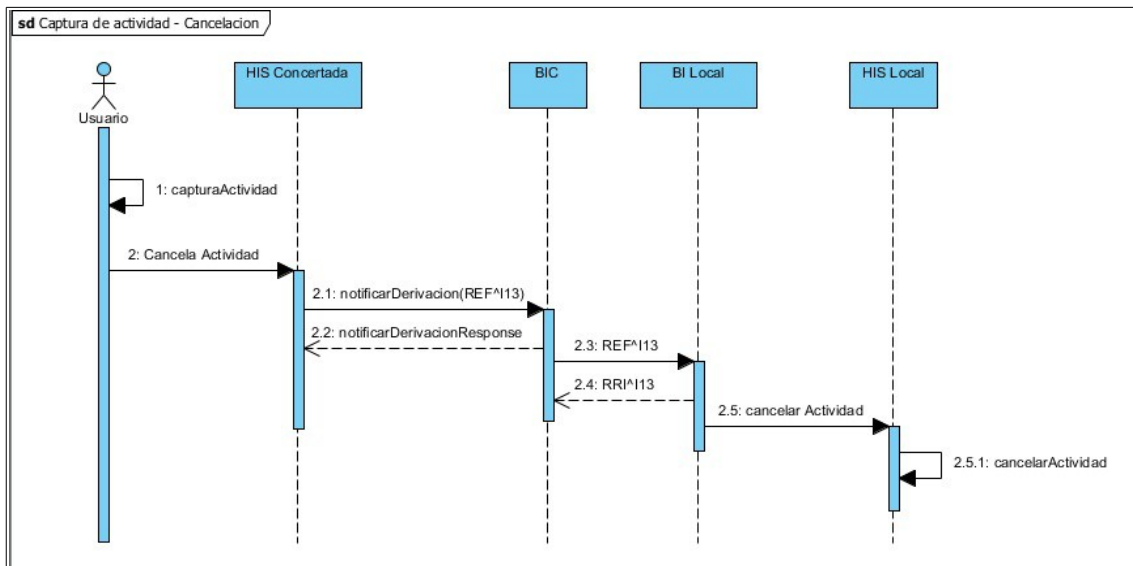 sd Captura de actividad - Cancelacion
HIS Concertada
BIC
BI Local
HIS Local
Usuario
1: capturaActividad
2: Cancela Actividad
2.1: notificarDerivacion(REF^I13)
2.2: notificarDerivacionResponse
2.3: REF^I13
2.4: RRI^I13
2.5: cancelar Actividad
2.5.1: cancelarActividad